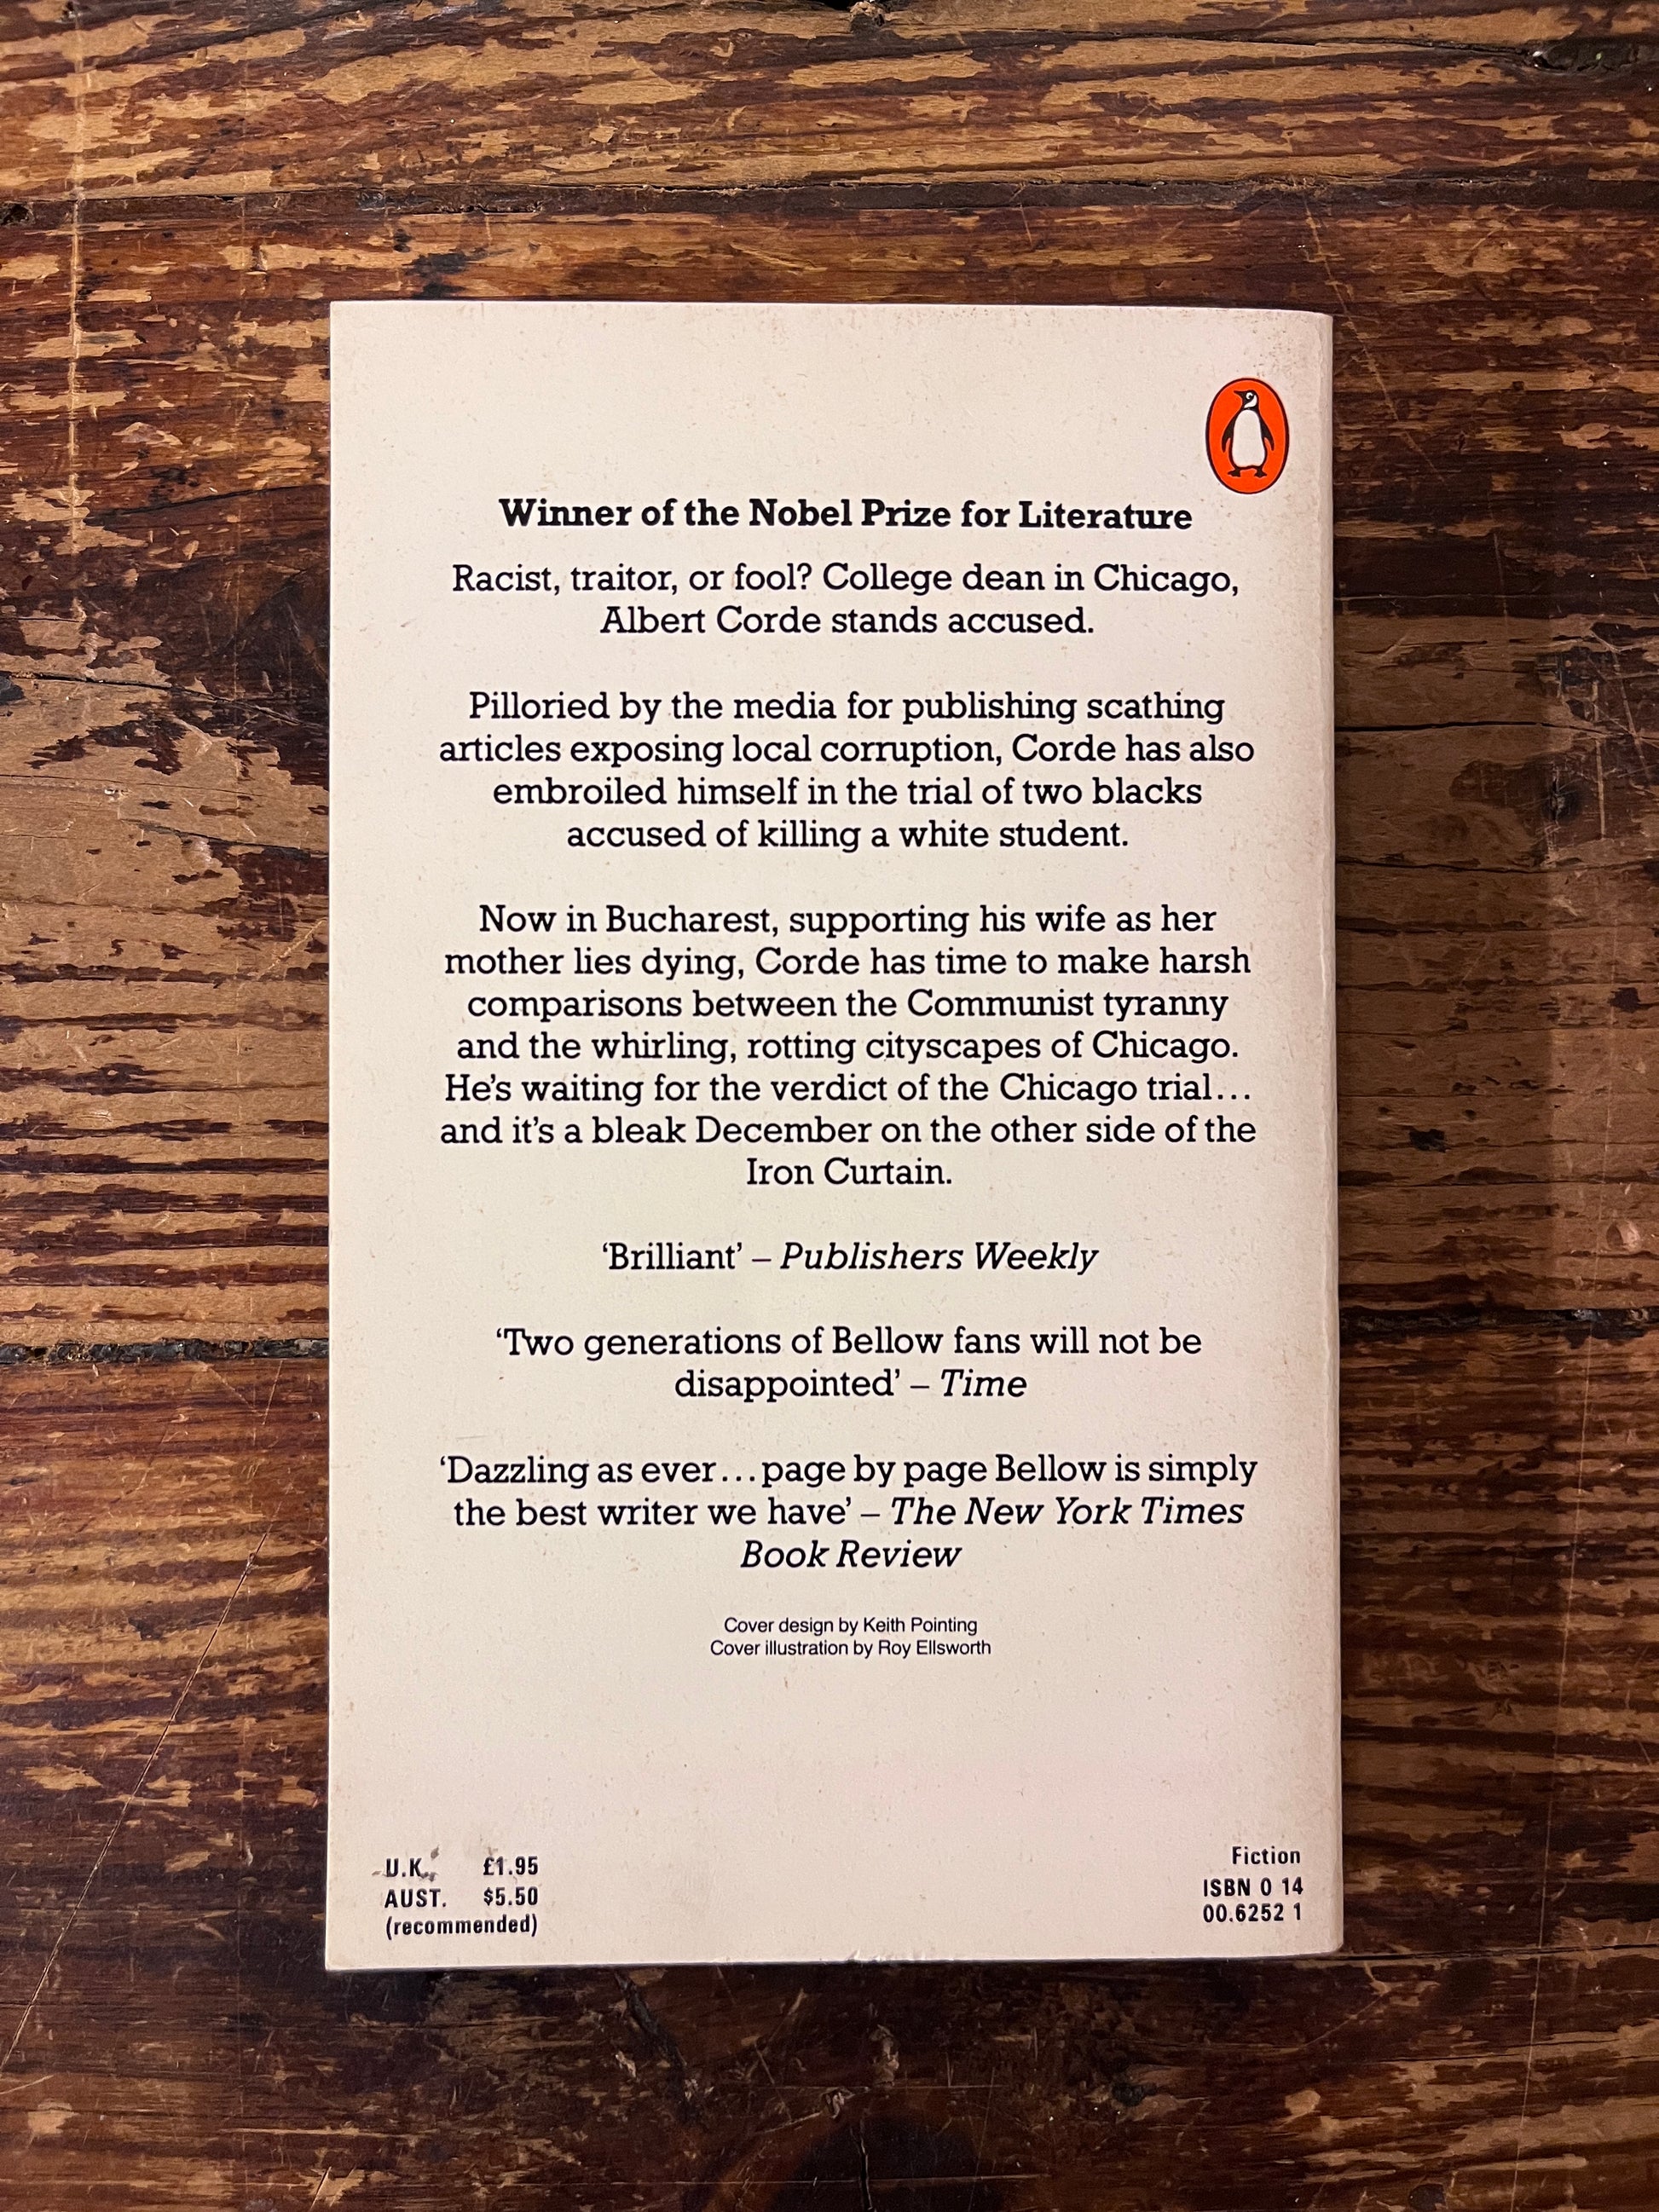 Winner of the Nobel Prize for Literature
Racist, traitor, or fool? College dean in Chicago,
Albert Corde stands accused.
Pilloried by the media for publishing scathing
articles exposing local corruption, Corde has also
embroiled himself in the trial of two blacks
accused of killing a white student.
Now in Bucharest, supporting his wife as her
mother lies dying, Corde has time to make harsh
comparisons between the Communist tyranny
and the whirling, rotting cityscapes of Chicago.
He's waiting for the verdict of the Chicago trial...
and it's a bleak December on the other side of the
Iron Curtain.
‘Brilliant’ – Publishers Weekly
‘Two generations of Bellow fans will not be
disappointed’ – Time
‘Dazzling as ever...page by page Bellow is simply
the best writer we have’ – The New York Times
Book Review
Cover design by Keith Pointing
Cover illustration by Roy Ellsworth
U.K. £1.95
AUST. $5.50
(recommended)
Fiction
ISBN 0 14
00.6252 1